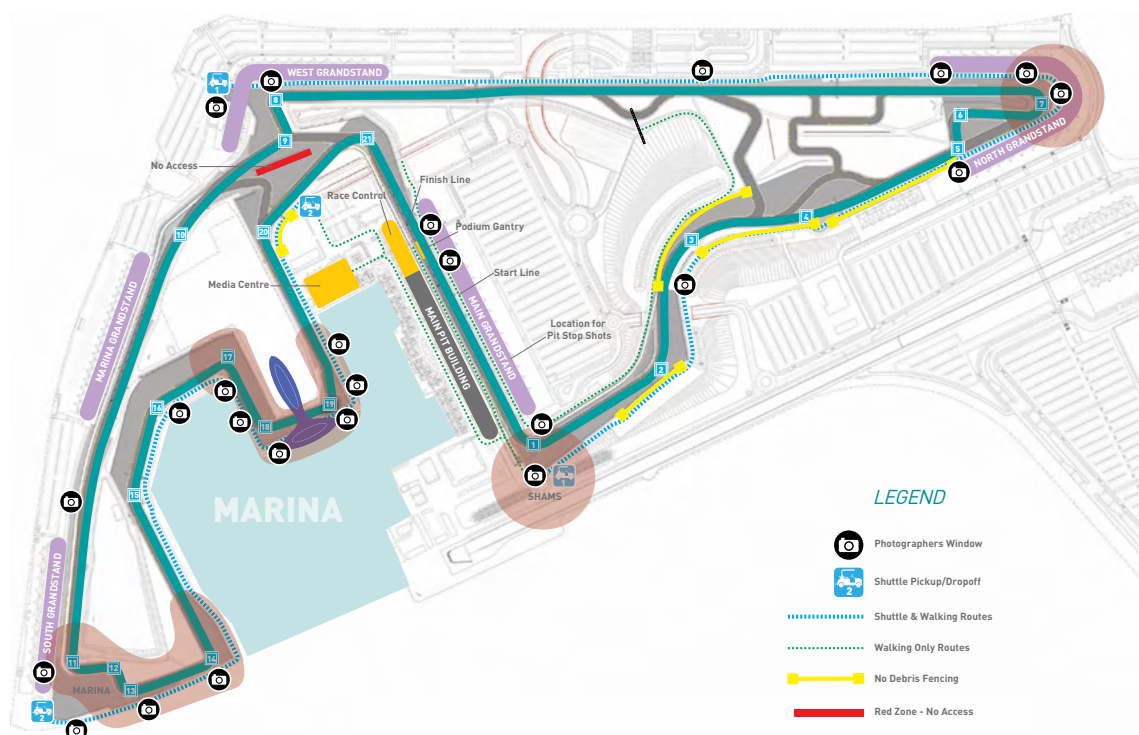 WEST GRANDSTAND
1
8
7
6
5
NORTH GRANDSTAND
9
21
No Access
Finish Line
Race Control
2
4
Podium Gantry
20
10
3
Start Line
Media Centre
MAIN GRANDSTAND
MAIN PIT BUILDING
Location for
Pit Stop Shots
MARINA GRANDSTAND
17
2
16
19
18
1
1
SHAMS
15
MARINA
SOUTH GRANDSTAND
11
12
14
13
MARINA
2
LEGEND
Photographers Window
2
Shuttle Pickup/Dropoff
Shuttle & Walking Routes
Walking Only Routes
No Debris Fencing
Red Zone - No Access